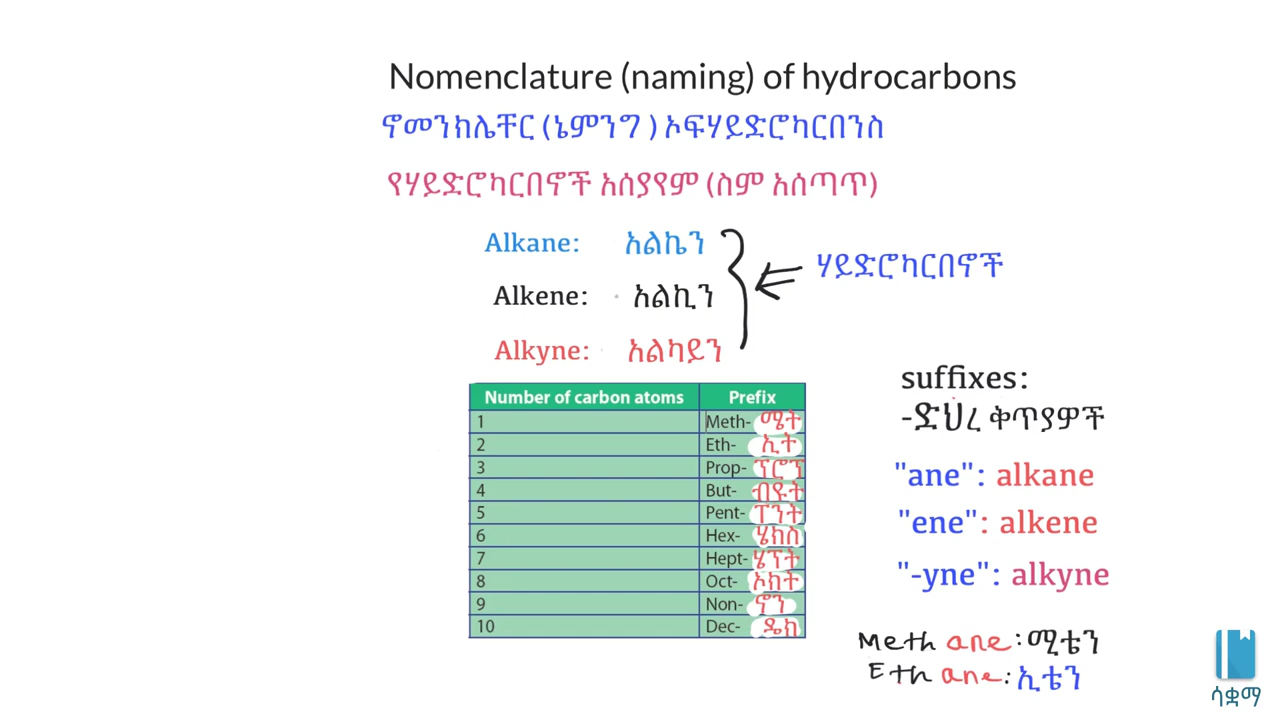 Nomenclature (naming) of hydrocarbons
ኖመንክሌቸር (ኔምንግ ) ኦፍሃይድሮካርበንስ
የሃይድሮካርበኖች አሰያየም (ስም አሰጣጥ)
Alkane: አልኬን
ሃይድሮካርበኖች
Alkene: አልኪን
Alkyne: አልካይን
Number of carbon atoms Prefix
1 Meth- ሜት
2 Eth- ኢት
3 Prop- ፕሮፕ
4 But- ብዩት
5 Pent- ፔንት
6 Hex- ሄክስ
7 Hept- ሄፕት
8 Oct- ኦክት
9 Non- ኖን
10 Dec- ዴክ
suffixes:
-ድህረ ቅጥያዎች
"ane": alkane
"ene": alkene
"-yne": alkyne
Meth ane : ሚቴን
Eth ane : ኢቴን
ሳቋማ